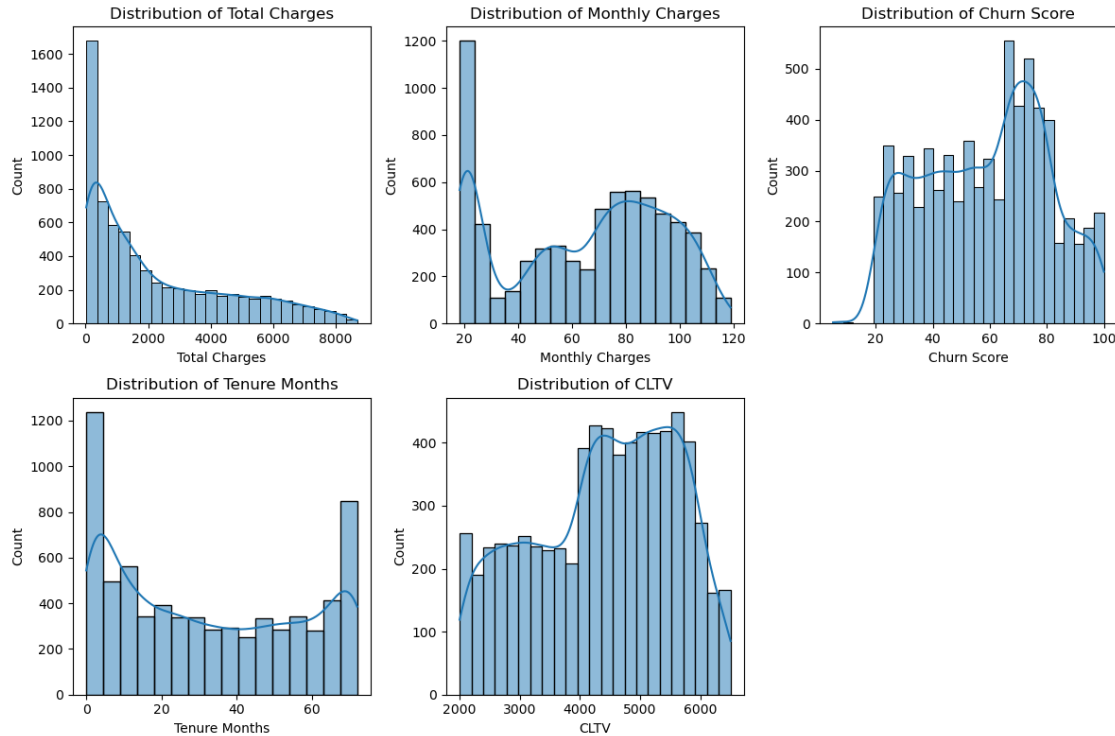 Distribution of Total Charges
1600
1400
1200
1000
800
600
400
200
0
Count
0 2000 4000 6000 8000
Total Charges
Distribution of Monthly Charges
1200
1000
800
600
400
200
0
Count
20 40 60 80 100 120
Monthly Charges
Distribution of Churn Score
500
400
300
200
100
0
Count
20 40 60 80 100
Churn Score
Distribution of Tenure Months
1200
1000
800
600
400
200
0
Count
0 20 40 60
Tenure Months
Distribution of CLTV
400
300
200
100
0
Count
2000 3000 4000 5000 6000
CLTV